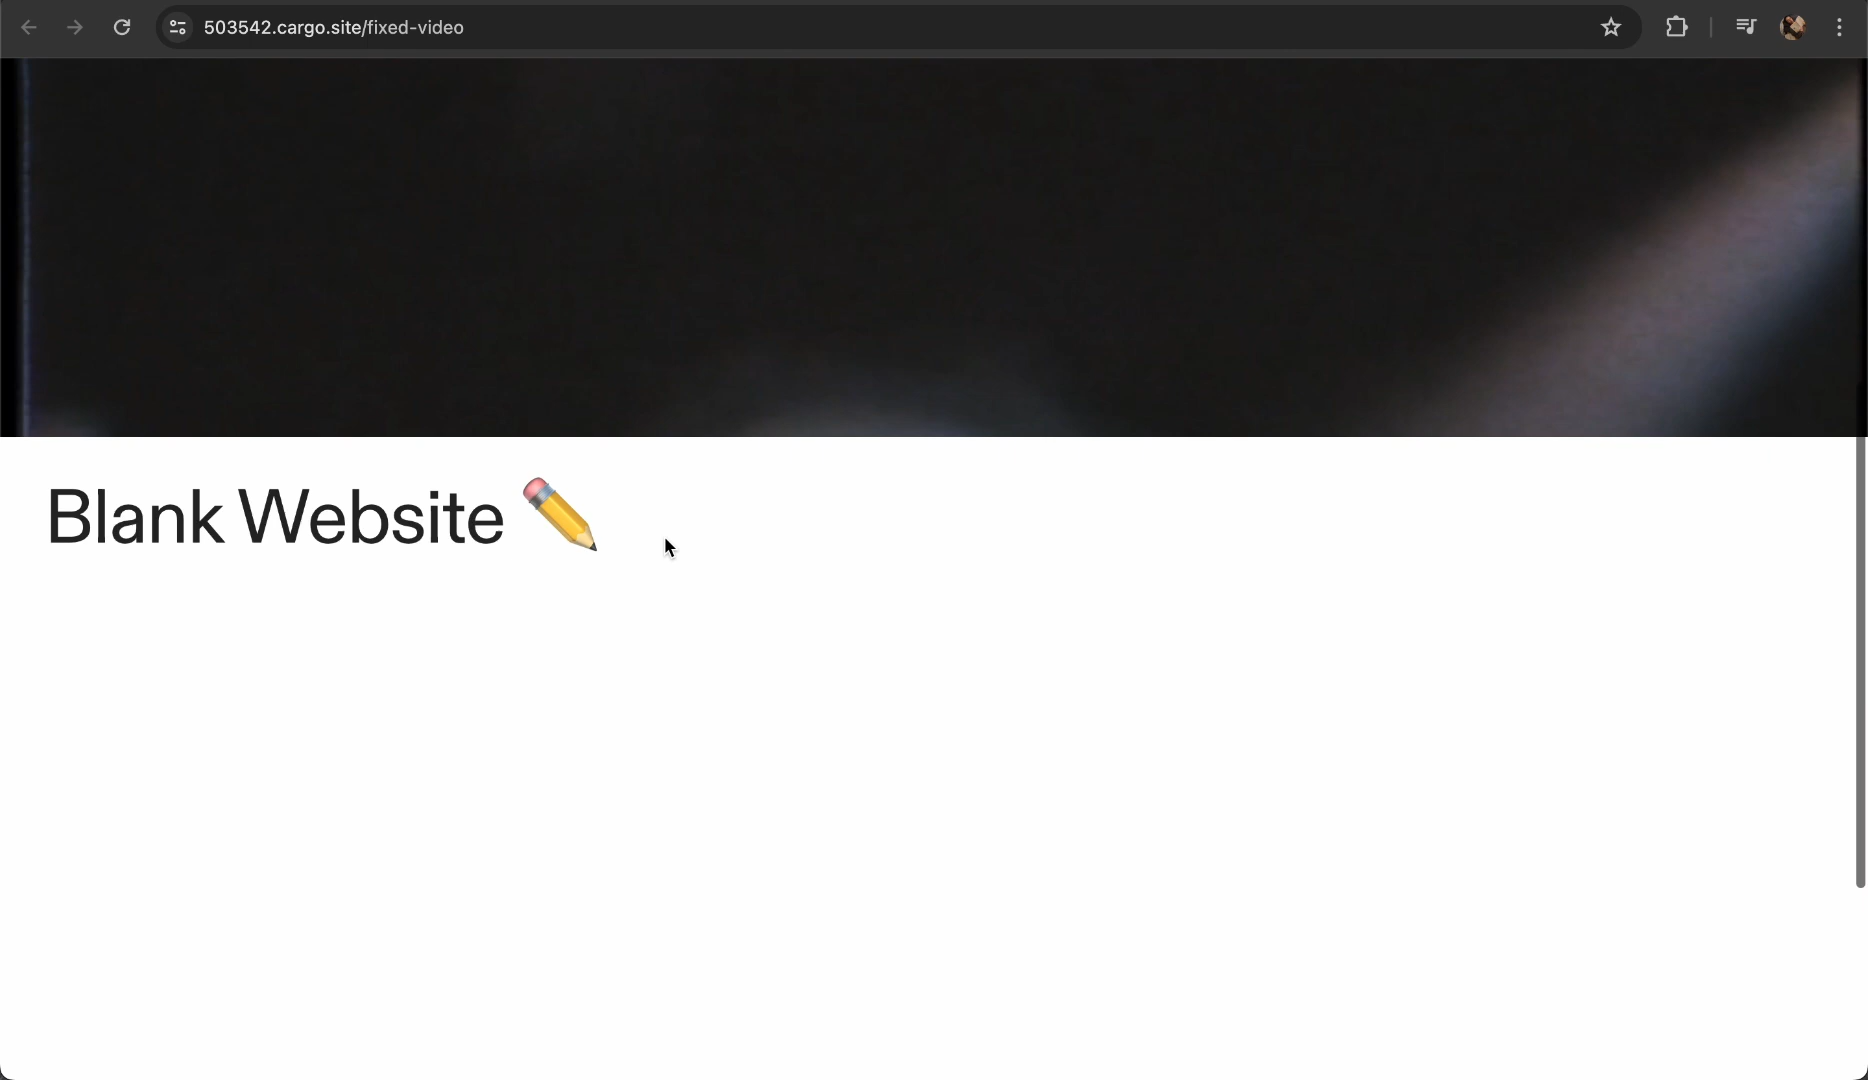 503542.cargo.site/fixed-video
Blank Website ✏️